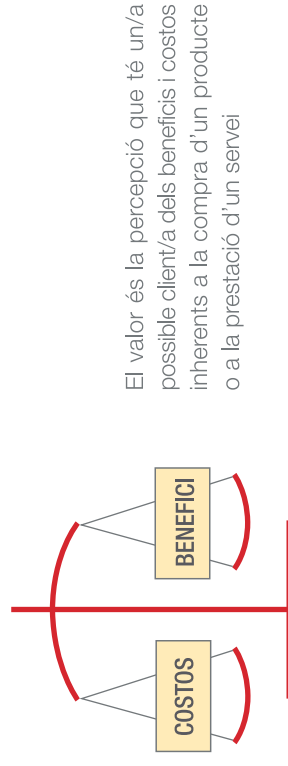 El valor és la percepció que té un/a
possible client/a dels beneficis i costos
inherents a la compra d'un producte
o a la prestació d'un servei
COSTOS
BENEFICI